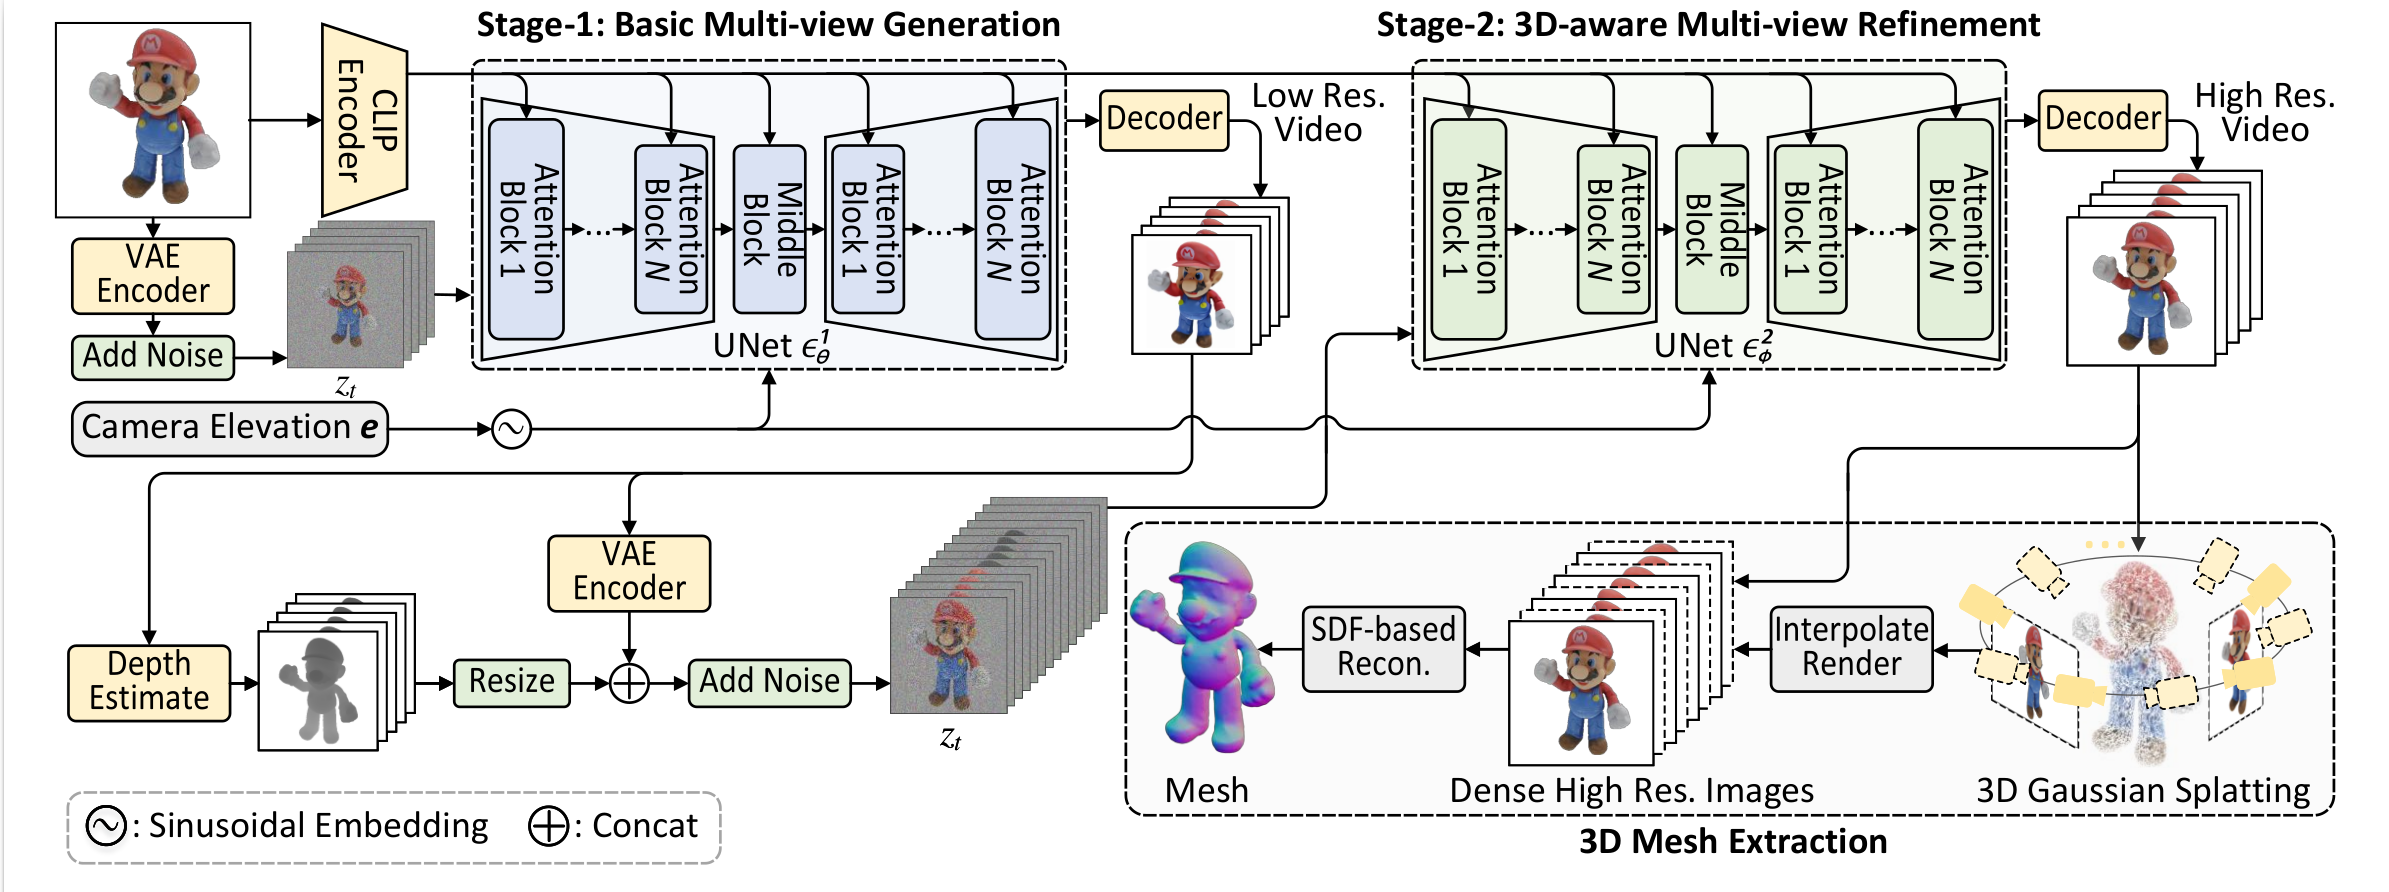 Stage-1: Basic Multi-view Generation
Stage-2: 3D-aware Multi-view Refinement
CLIP
Encoder
VAE
Encoder
Add Noise
z_t
Camera Elevation e
Attention
Block 1
...
Attention
Block N
Middle
Block
Attention
Block 1
...
Attention
Block N
UNet ϵ_θ^1
Decoder
Low Res.
Video
Attention
Block 1
...
Attention
Block N
Middle
Block
Attention
Block 1
...
Attention
Block N
UNet ϵ_ϕ^2
Decoder
High Res.
Video
Depth
Estimate
Resize
VAE
Encoder
Add Noise
z_t
Mesh
SDF-based
Recon.
Dense High Res. Images
Interpolate
Render
3D Gaussian Splatting
3D Mesh Extraction
: Sinusoidal Embedding
: Concat